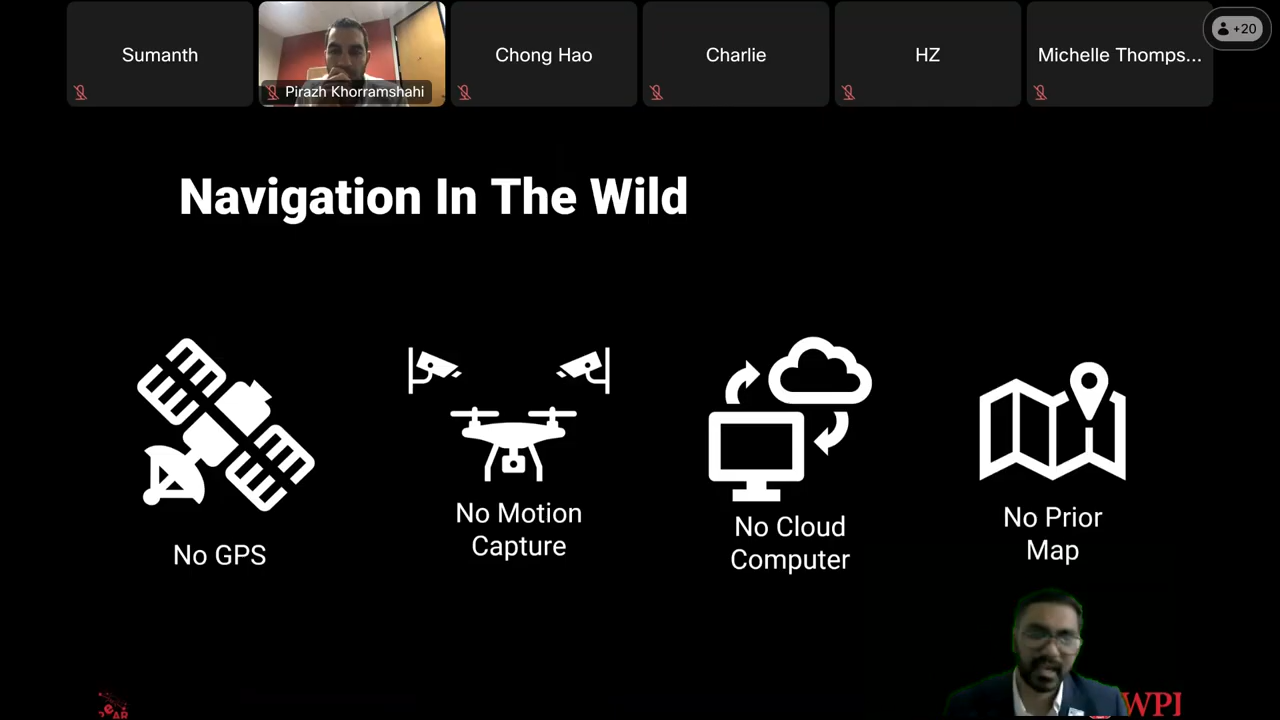 Sumanth
Pirazh Khorramshahi
Chong Hao
Charlie
HZ
Michelle Thomps...
+20
Navigation In The Wild
No GPS
No Motion
Capture
No Cloud
Computer
No Prior
Map
WPI